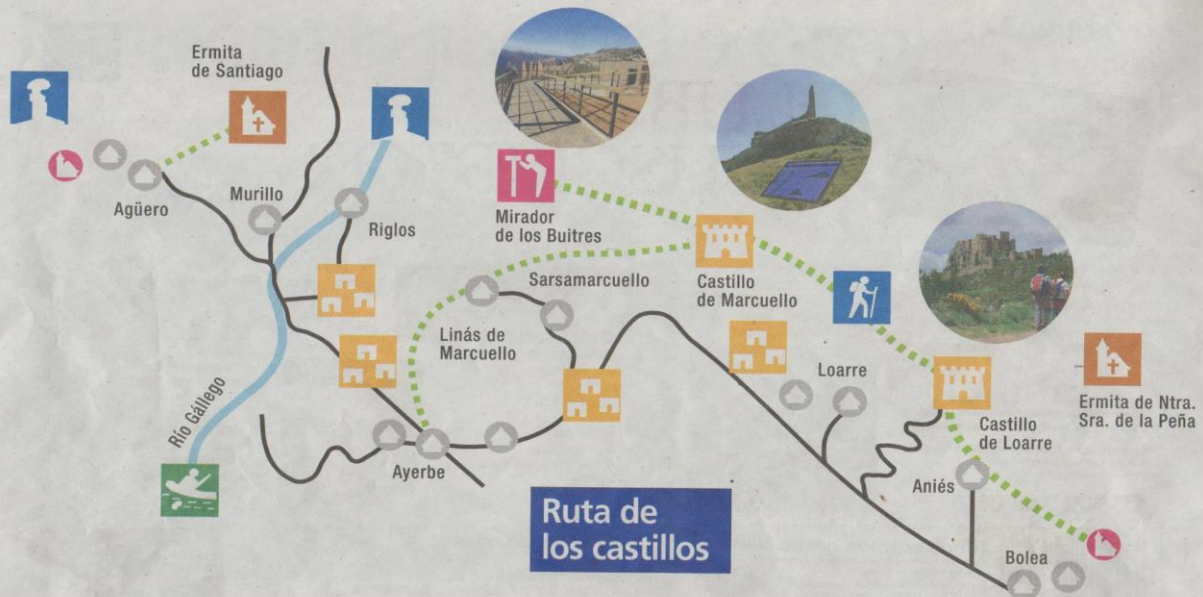 Ermita
de Santiago
Agüero
Murillo
Riglos
Mirador
de los Buitres
Sarsamarcuello
Castillo
de Marcuello
Linás de
Marcuello
Loarre
Río Gállego
Ermita de Ntra.
Sra. de la Peña
Castillo
de Loarre
Ayerbe
Aniés
Ruta de
los castillos
Bolea